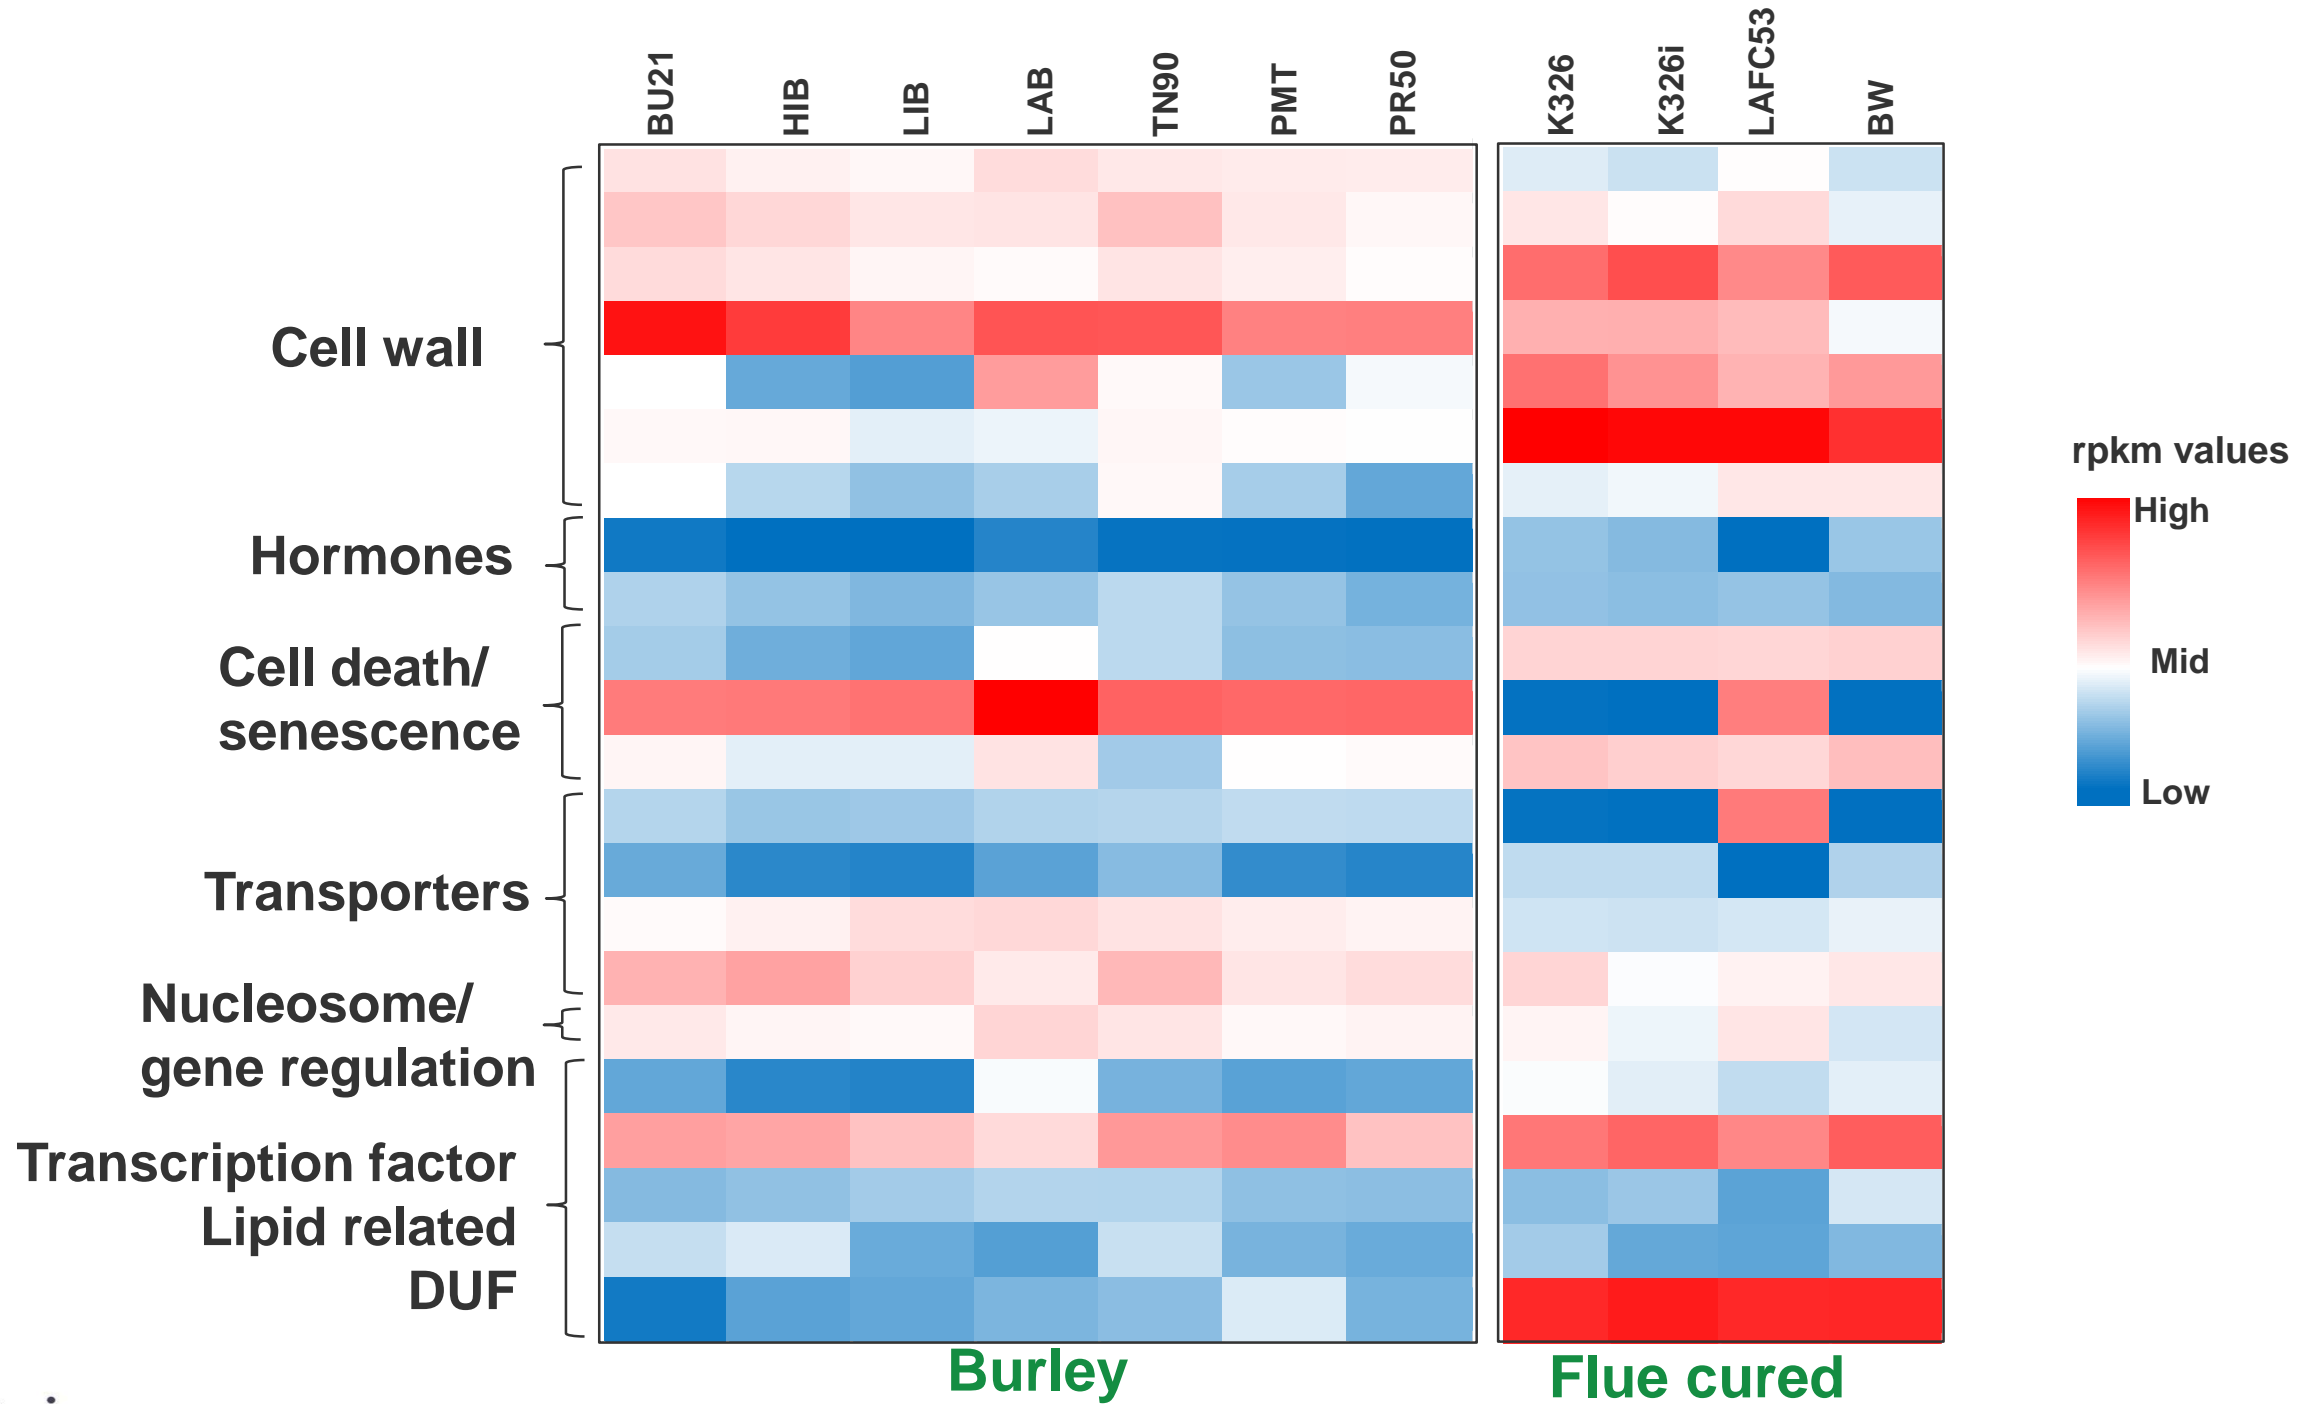 BU21
HIB
LIB
LAB
TN90
PMT
PR50
K326
K326i
LAFC53
BW
Cell wall
Hormones
Cell death/
senescence
Transporters
Nucleosome/
gene regulation
Transcription factor
Lipid related
DUF
rpkm values
High
Mid
Low
Burley
Flue cured